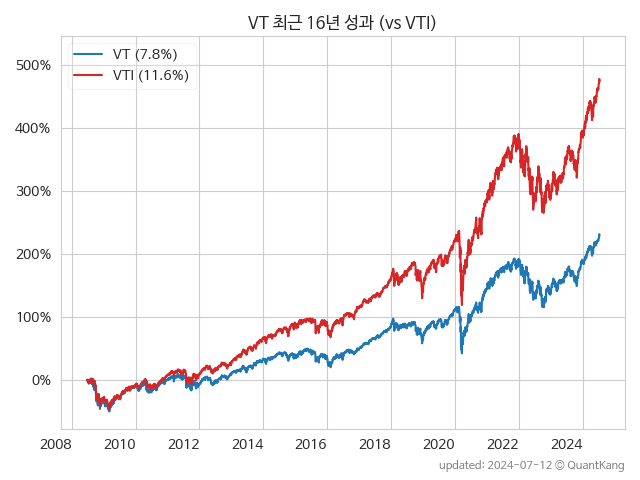 VT 최근 16년 성과 (vs VTI)
VT (7.8%)
VTI (11.6%)
500%
400%
300%
200%
100%
0%
2008 2010 2012 2014 2016 2018 2020 2022 2024
updated: 2024-07-12 © QuantKang